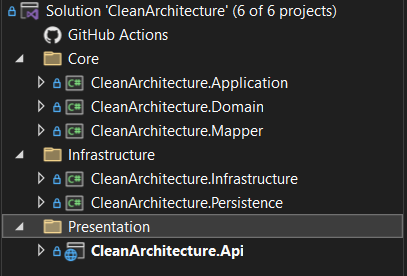 Solution 'CleanArchitecture' (6 of 6 projects)
GitHub Actions
Core
C# CleanArchitecture.Application
C# CleanArchitecture.Domain
C# CleanArchitecture.Mapper
Infrastructure
C# CleanArchitecture.Infrastructure
C# CleanArchitecture.Persistence
Presentation
CleanArchitecture.Api